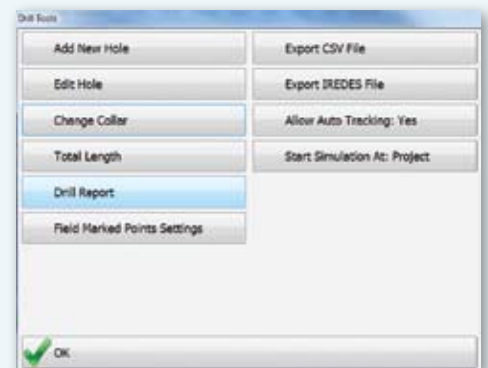 Drill Tools
Add New Hole
Export CSV File
Edit Hole
Export IREDES File
Change Collar
Allow Auto Tracking: Yes
Total Length
Start Simulation At: Project
Drill Report
Field Marked Points Settings
OK